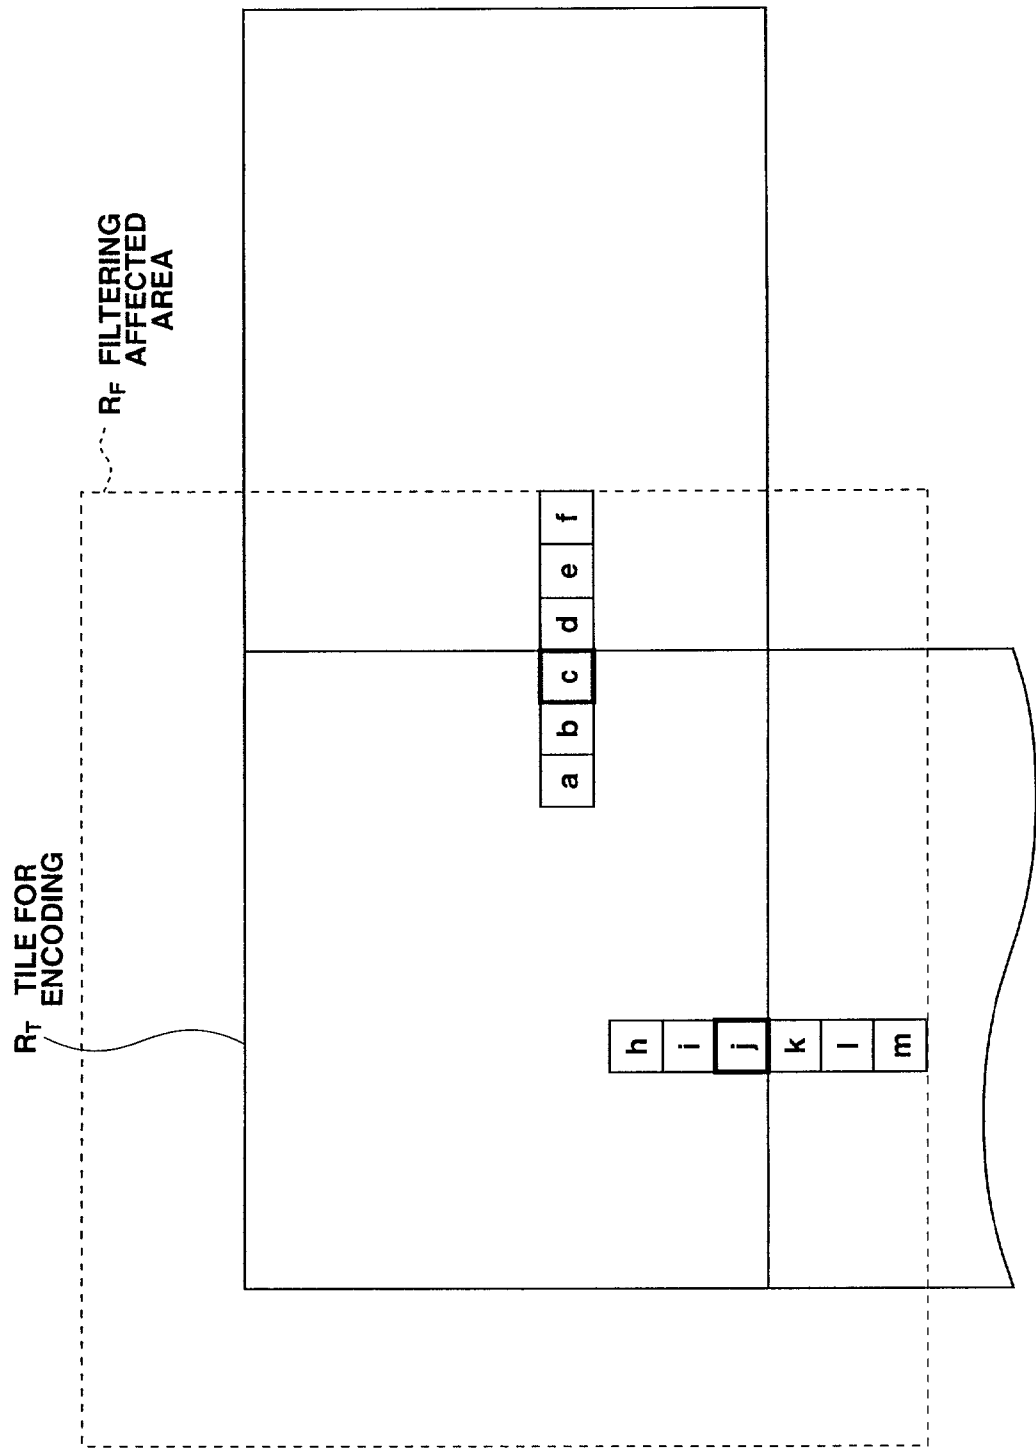 R_T TILE FOR
ENCODING
R_F FILTERING
AFFECTED
AREA
a b c d e f
h
i
j
k
l
m